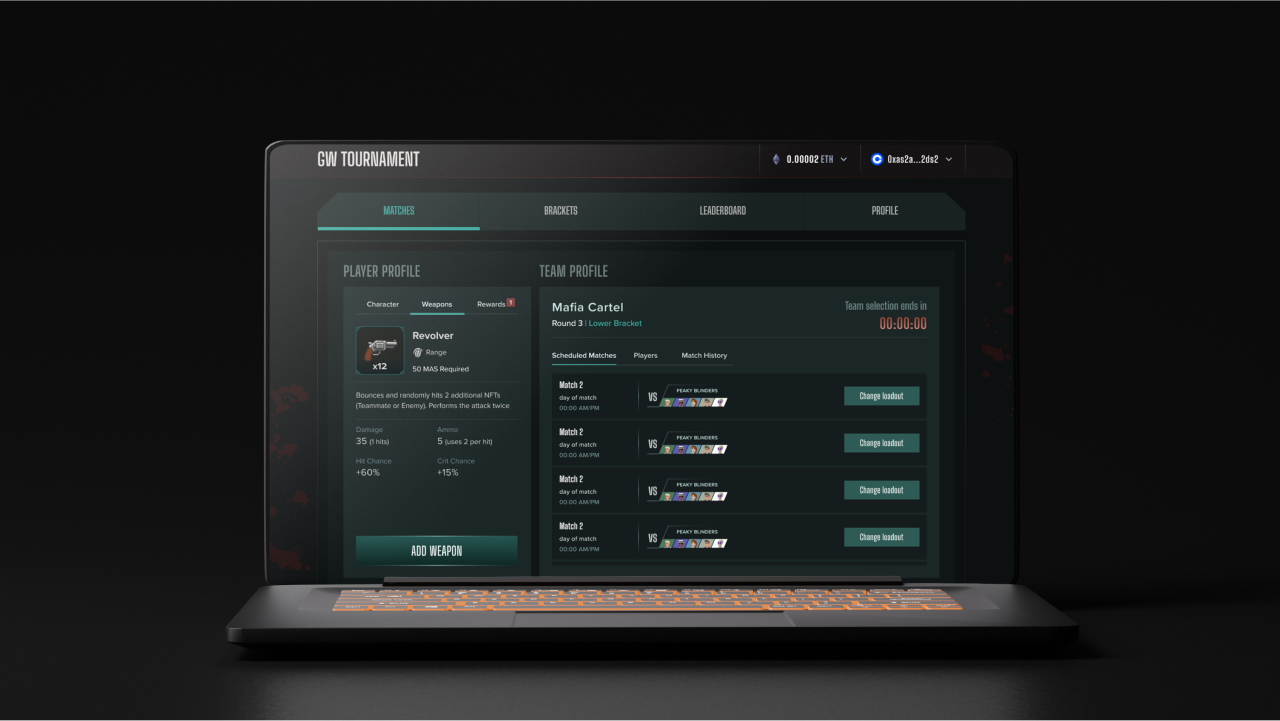 GW TOURNAMENT
0.00002 ETH
0xas2a...2ds2
MATCHES
BRACKETS
LEADERBOARD
PROFILE
PLAYER PROFILE
Character
Weapons
Rewards
1
Revolver
Range
50 MAS Required
x12
Bounces and randomly hits 2 additional NFTs
(Teammate or Enemy). Performs the attack twice
Damage
35 (1 hits)
Ammo
5 (uses 2 per hit)
Hit Chance
+60%
Crit Chance
+15%
ADD WEAPON
TEAM PROFILE
Mafia Cartel
Round 3 | Lower Bracket
Team selection ends in
00:00:00
Scheduled Matches
Players
Match History
Match 2
day of match
00:00 AM/PM
VS
PEAKY BLINDERS
Change loadout
Match 2
day of match
00:00 AM/PM
VS
PEAKY BLINDERS
Change loadout
Match 2
day of match
00:00 AM/PM
VS
PEAKY BLINDERS
Change loadout
Match 2
day of match
00:00 AM/PM
VS
PEAKY BLINDERS
Change loadout